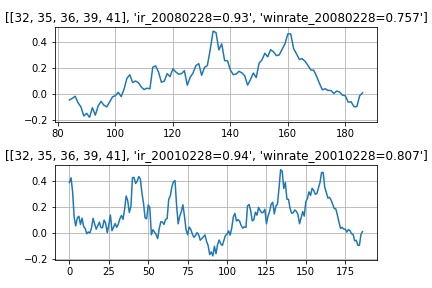 [[32, 35, 36, 39, 41], 'ir_20080228=0.93', 'winrate_20080228=0.757']
0.4
0.2
0.0
−0.2
80 100 120 140 160 180
[[32, 35, 36, 39, 41], 'ir_20010228=0.94', 'winrate_20010228=0.807']
0.4
0.2
0.0
−0.2
0 25 50 75 100 125 150 175